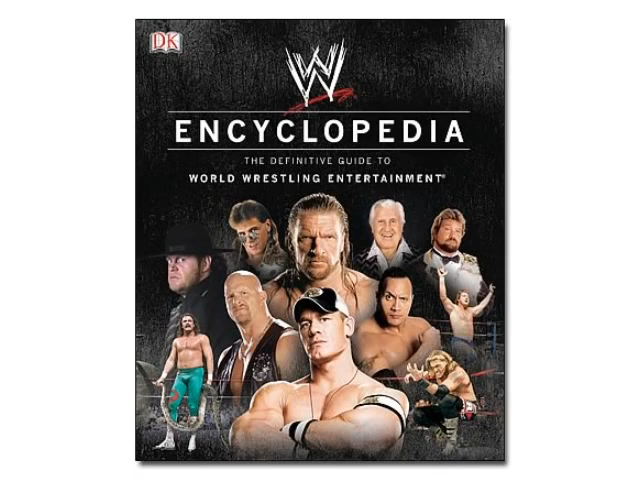 DK
W
ENCYCLOPEDIA
THE DEFINITIVE GUIDE TO
WORLD WRESTLING ENTERTAINMENT®